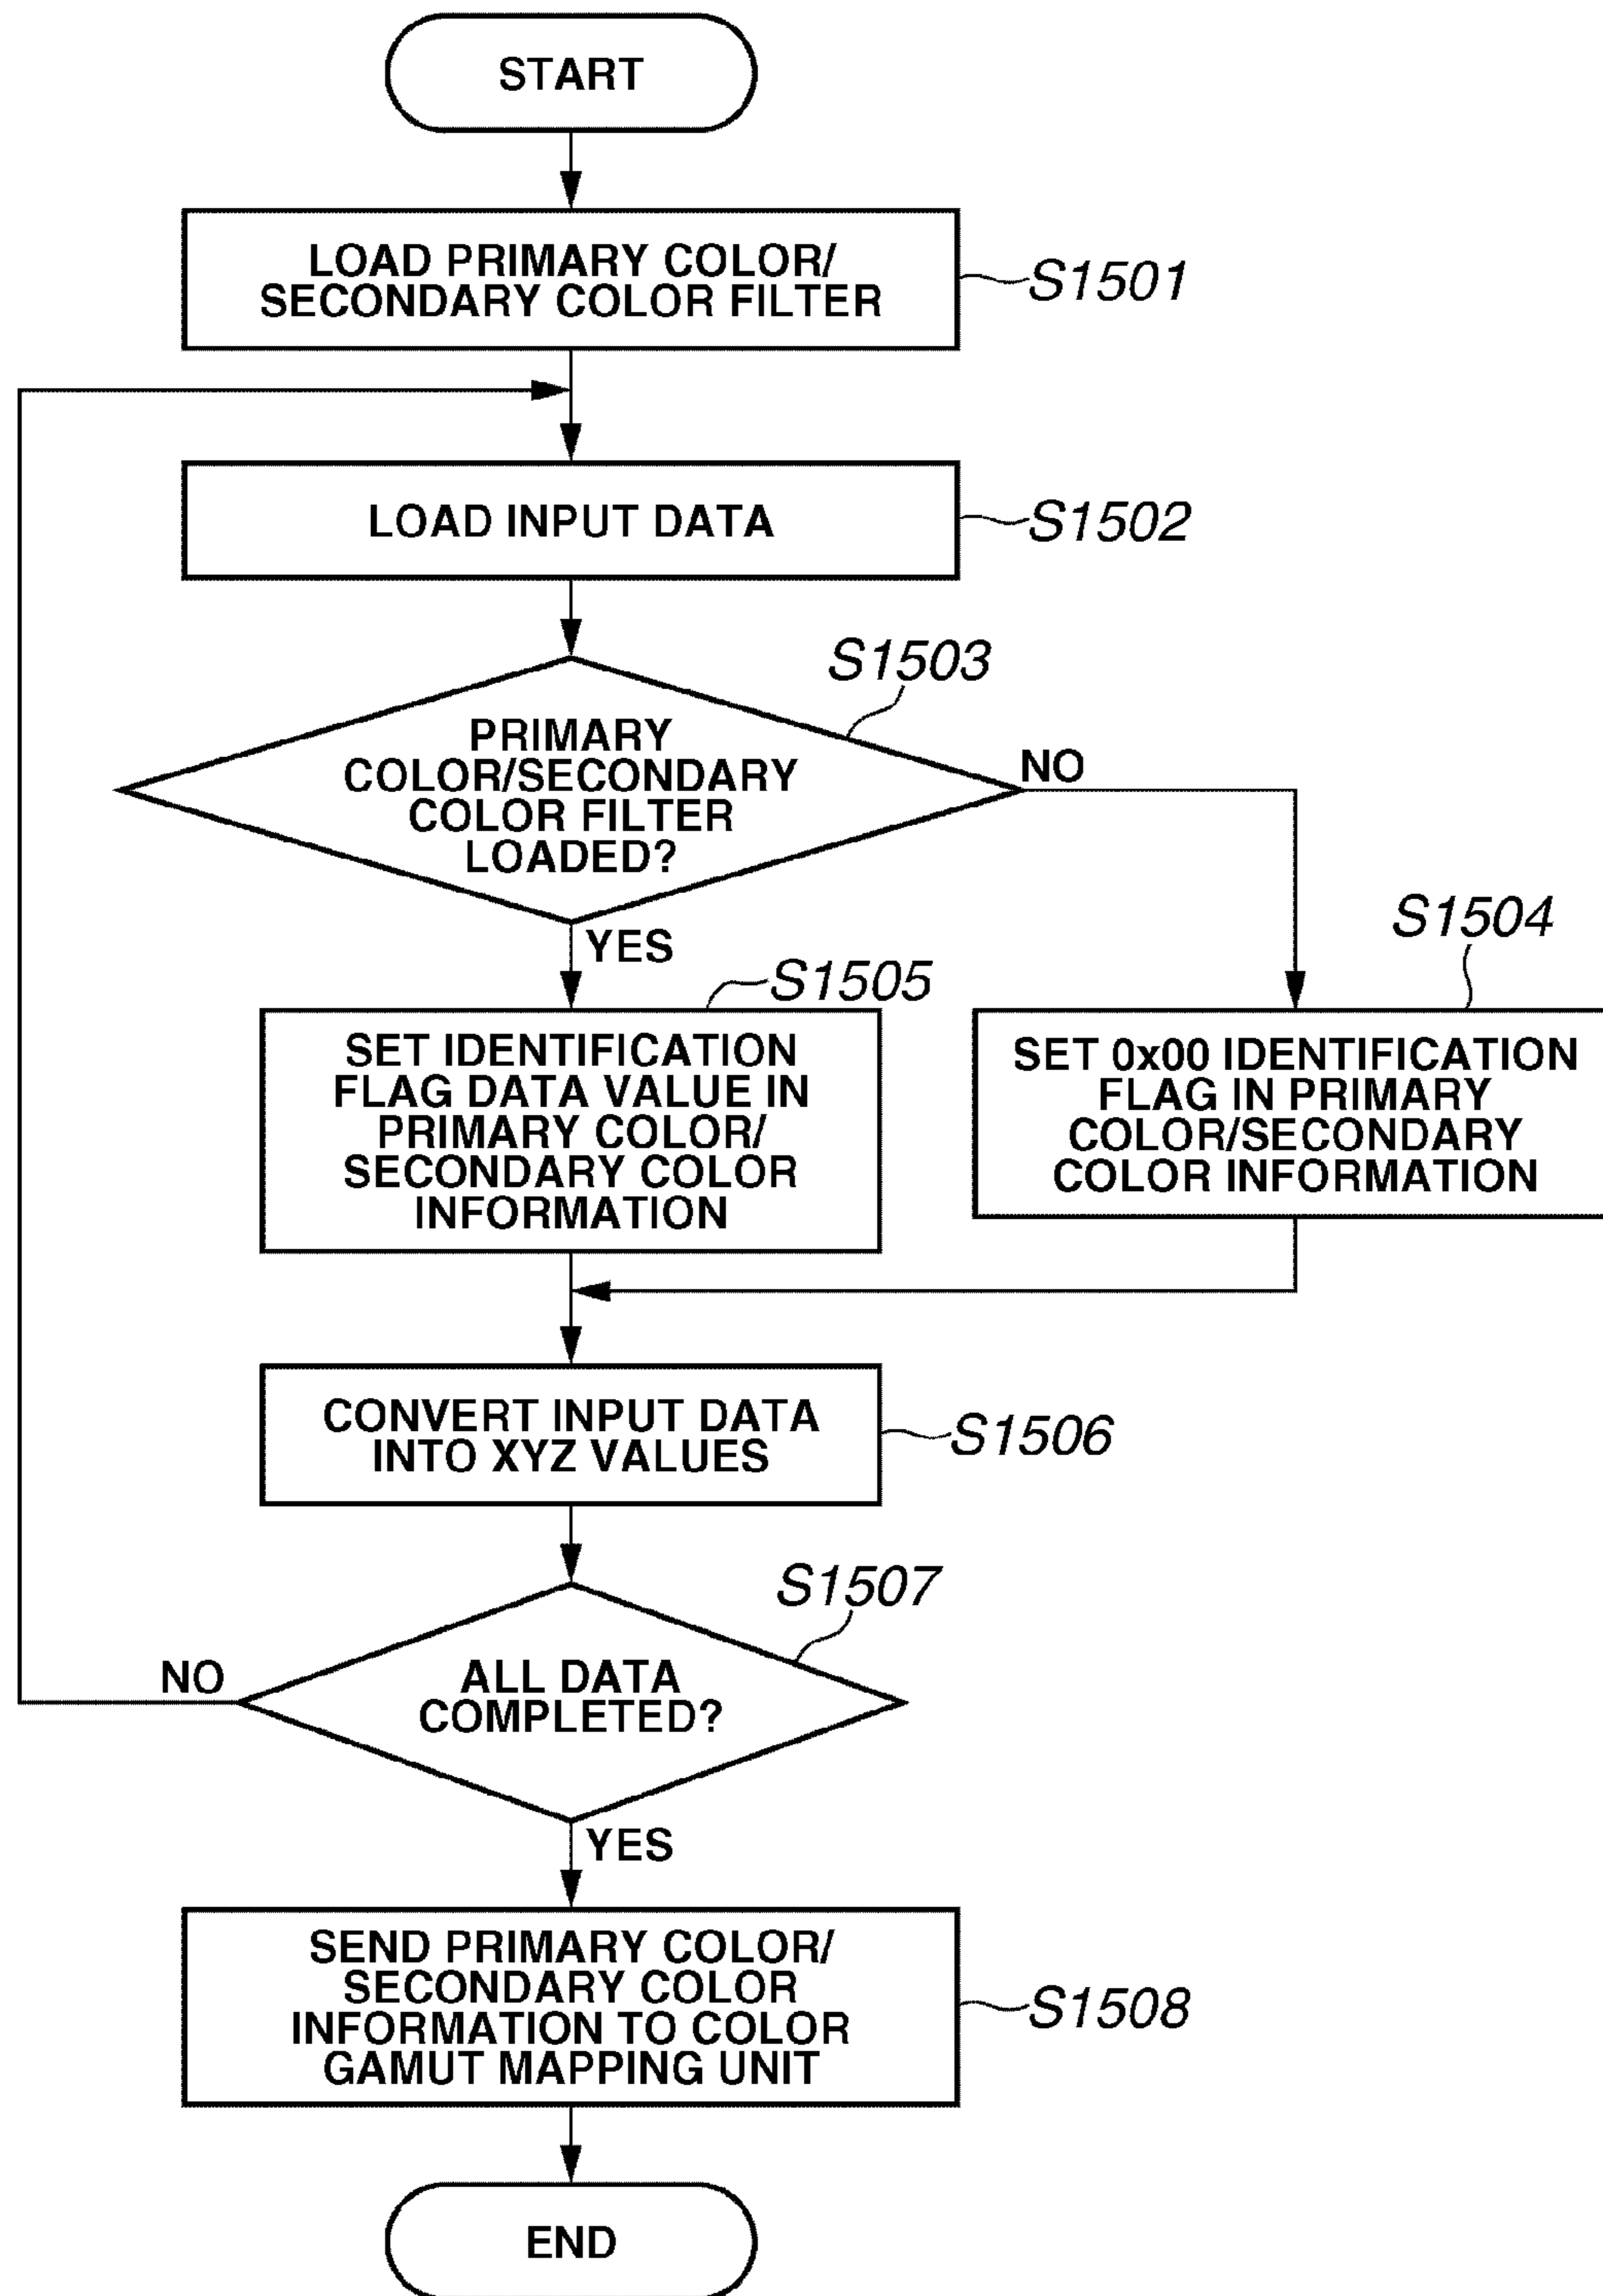 START
LOAD PRIMARY COLOR/
SECONDARY COLOR FILTER
S1501
LOAD INPUT DATA
S1502
S1503
PRIMARY
COLOR/SECONDARY
COLOR FILTER
LOADED?
NO
YES
S1504
S1505
SET IDENTIFICATION
FLAG DATA VALUE IN
PRIMARY COLOR/
SECONDARY COLOR
INFORMATION
SET 0x00 IDENTIFICATION
FLAG IN PRIMARY
COLOR/SECONDARY
COLOR INFORMATION
CONVERT INPUT DATA
INTO XYZ VALUES
S1506
S1507
NO
ALL DATA
COMPLETED?
YES
SEND PRIMARY COLOR/
SECONDARY COLOR
INFORMATION TO COLOR
GAMUT MAPPING UNIT
S1508
END